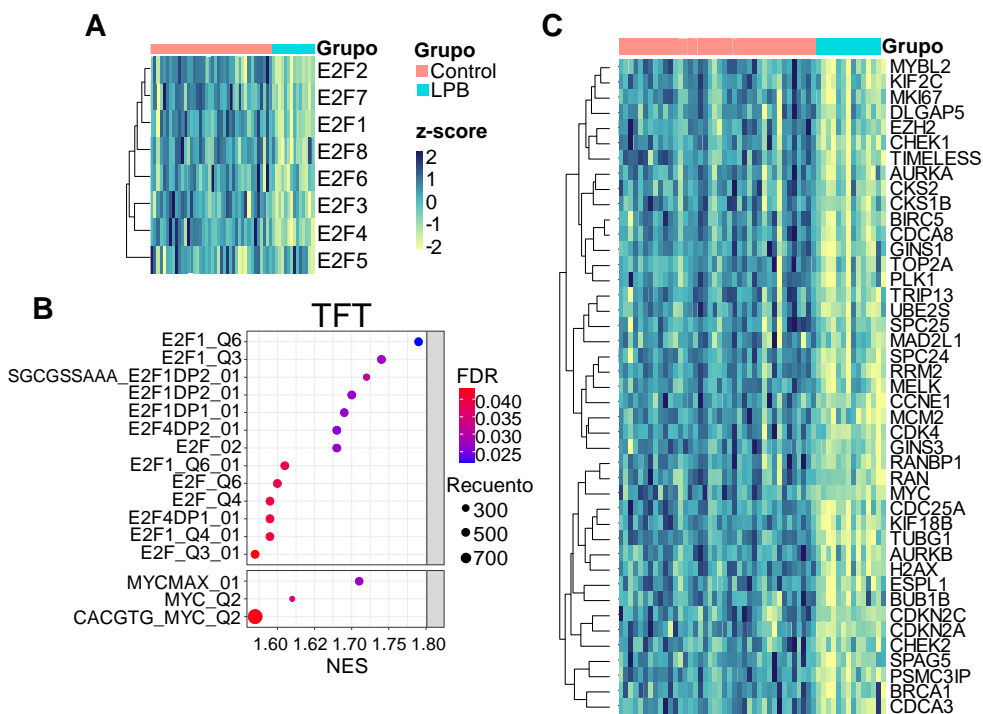 A
Grupo
E2F2
E2F7
E2F1
E2F8
E2F6
E2F3
E2F4
E2F5
Grupo
Control
LPB
z-score
2
1
0
-1
-2
B
TFT
E2F1_Q6
E2F1_Q3
SGCGSSAAA_E2F1DP2_01
E2F1DP2_01
E2F1DP1_01
E2F4DP2_01
E2F_02
E2F1_Q6_01
E2F_Q6
E2F_Q4
E2F4DP1_01
E2F1_Q4_01
E2F_Q3_01
MYCMAX_01
MYC_Q2
CACGTG_MYC_Q2
1.60 1.62 1.70 1.75 1.80
NES
FDR
0.040
0.035
0.030
0.025
Recuento
300
500
700
C
Grupo
MYBL2
KIF2C
MKI67
DLGAP5
EZH2
CHEK1
TIMELESS
AURKA
CKS2
CKS1B
BIRC5
CDCA8
GINS1
TOP2A
PLK1
TRIP13
UBE2S
SPC25
MAD2L1
SPC24
RRM2
MELK
CCNE1
MCM2
CDK4
GINS3
RANBP1
RAN
MYC
CDC25A
KIF18B
TUBG1
AURKB
H2AX
ESPL1
BUB1B
CDKN2C
CDKN2A
CHEK2
SPAG5
PSMC3IP
BRCA1
CDCA3